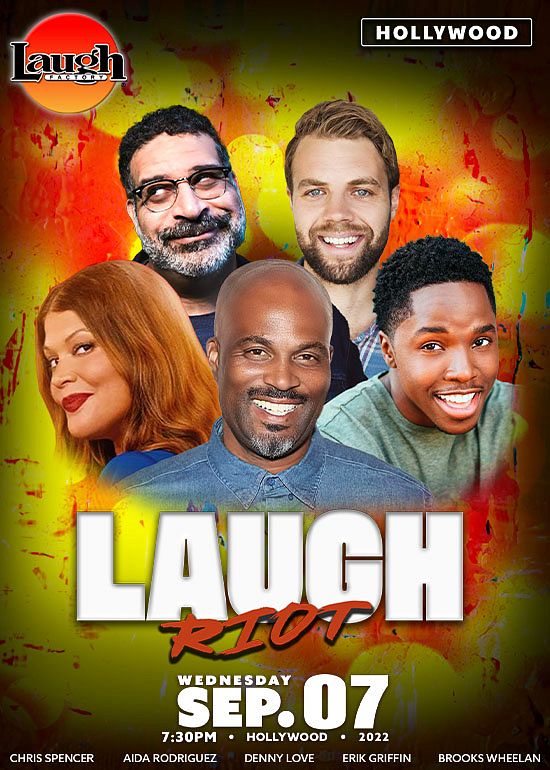 Laugh
FACTORY
HOLLYWOOD
LAUGH
RIOT
WEDNESDAY
SEP. 07
7:30PM • HOLLYWOOD • 2022
CHRIS SPENCER AIDA RODRIGUEZ DENNY LOVE ERIK GRIFFIN BROOKS WHEELAN